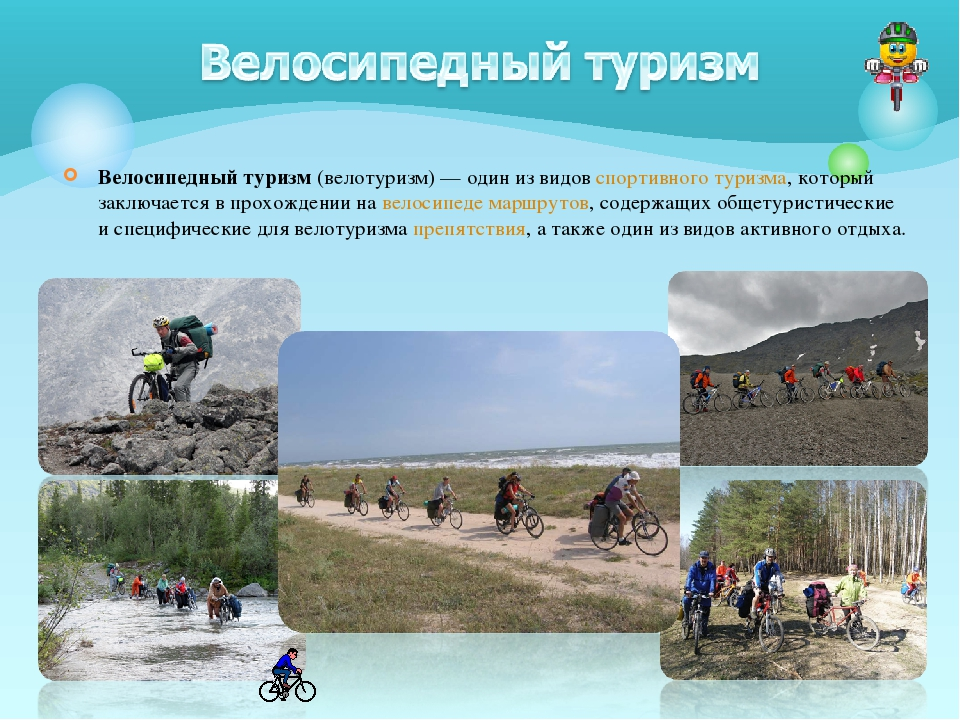 Велосипедный туризм
Велосипедный туризм (велотуризм) — один из видов спортивного туризма, который
заключается в прохождении на велосипеде маршрутов, содержащих общетуристические
и специфические для велотуризма препятствия, а также один из видов активного отдыха.